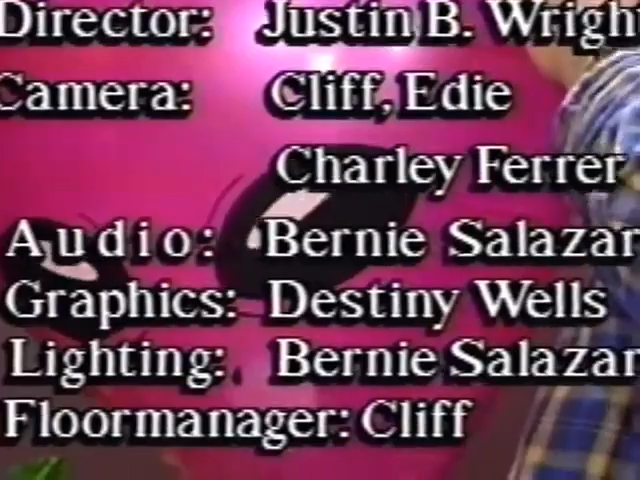 Director: Justin B. Wrigh
Camera: Cliff, Edie
Charley Ferrer
Audio: Bernie Salazar
Graphics: Destiny Wells
Lighting: Bernie Salazar
Floormanager: Cliff